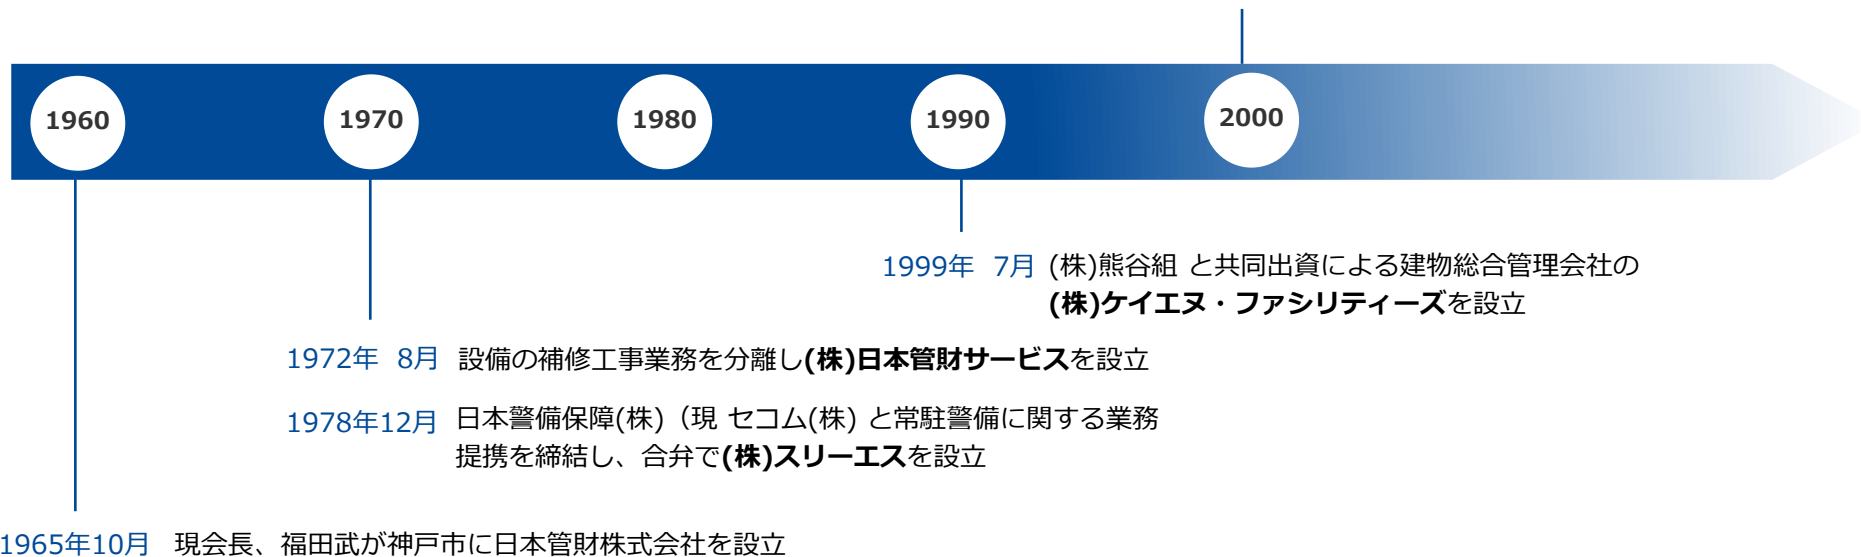 1960 1970 1980 1990 2000
1999年 7月 (株)熊谷組 と共同出資による建物総合管理会社の
(株)ケイエヌ・ファシリティーズを設立
1972年 8月 設備の補修工事業務を分離し(株)日本管財サービスを設立
1978年12月 日本警備保障(株)（現 セコム(株) と常駐警備に関する業務
提携を締結し、合弁で(株)スリーエスを設立
1965年10月 現会長、福田武が神戸市に日本管財株式会社を設立